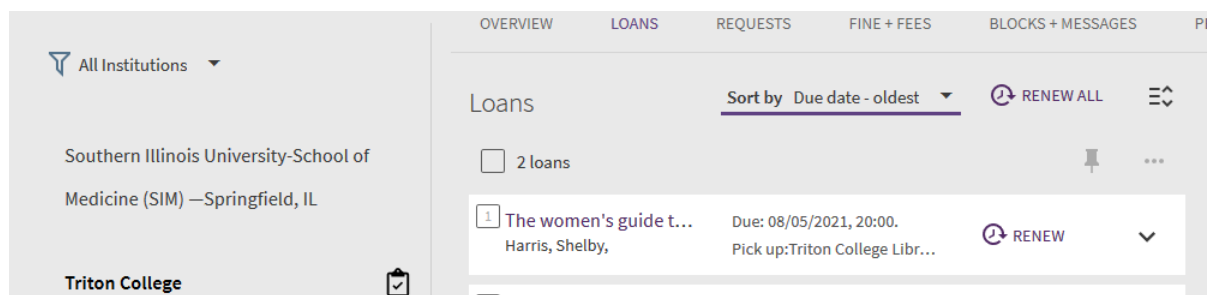 OVERVIEW LOANS REQUESTS FINE + FEES BLOCKS + MESSAGES
All Institutions
Loans
Sort by Due date - oldest
RENEW ALL
Southern Illinois University-School of
Medicine (SIM) —Springfield, IL
2 loans
1
The women's guide t...
Harris, Shelby,
Due: 08/05/2021, 20:00.
Pick up:Triton College Libr...
RENEW
Triton College